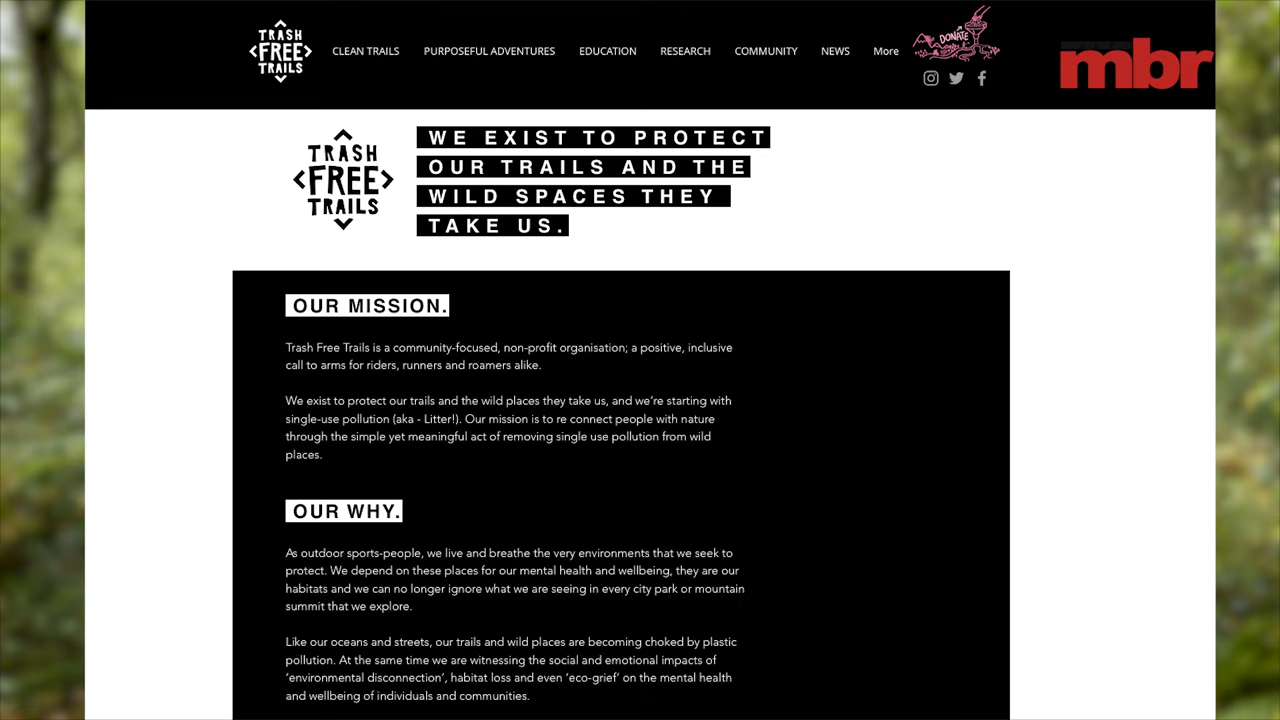 TRASH
FREE
TRAILS
CLEAN TRAILS
PURPOSEFUL ADVENTURES
EDUCATION
RESEARCH
COMMUNITY
NEWS
More
DONATE
mbr
TRASH
FREE
TRAILS
WE EXIST TO PROTECT
OUR TRAILS AND THE
WILD SPACES THEY
TAKE US.
OUR MISSION.
Trash Free Trails is a community-focused, non-profit organisation; a positive, inclusive
call to arms for riders, runners and roamers alike.
We exist to protect our trails and the wild places they take us, and we're starting with
single-use pollution (aka - Litter!). Our mission is to re connect people with nature
through the simple yet meaningful act of removing single use pollution from wild
places.
OUR WHY.
As outdoor sports-people, we live and breathe the very environments that we seek to
protect. We depend on these places for our mental health and wellbeing, they are our
habitats and we can no longer ignore what we are seeing in every city park or mountain
summit that we explore.
Like our oceans and streets, our trails and wild places are becoming choked by plastic
pollution. At the same time we are witnessing the social and emotional impacts of
‘environmental disconnection’, habitat loss and even ‘eco-grief’ on the mental health
and wellbeing of individuals and communities.